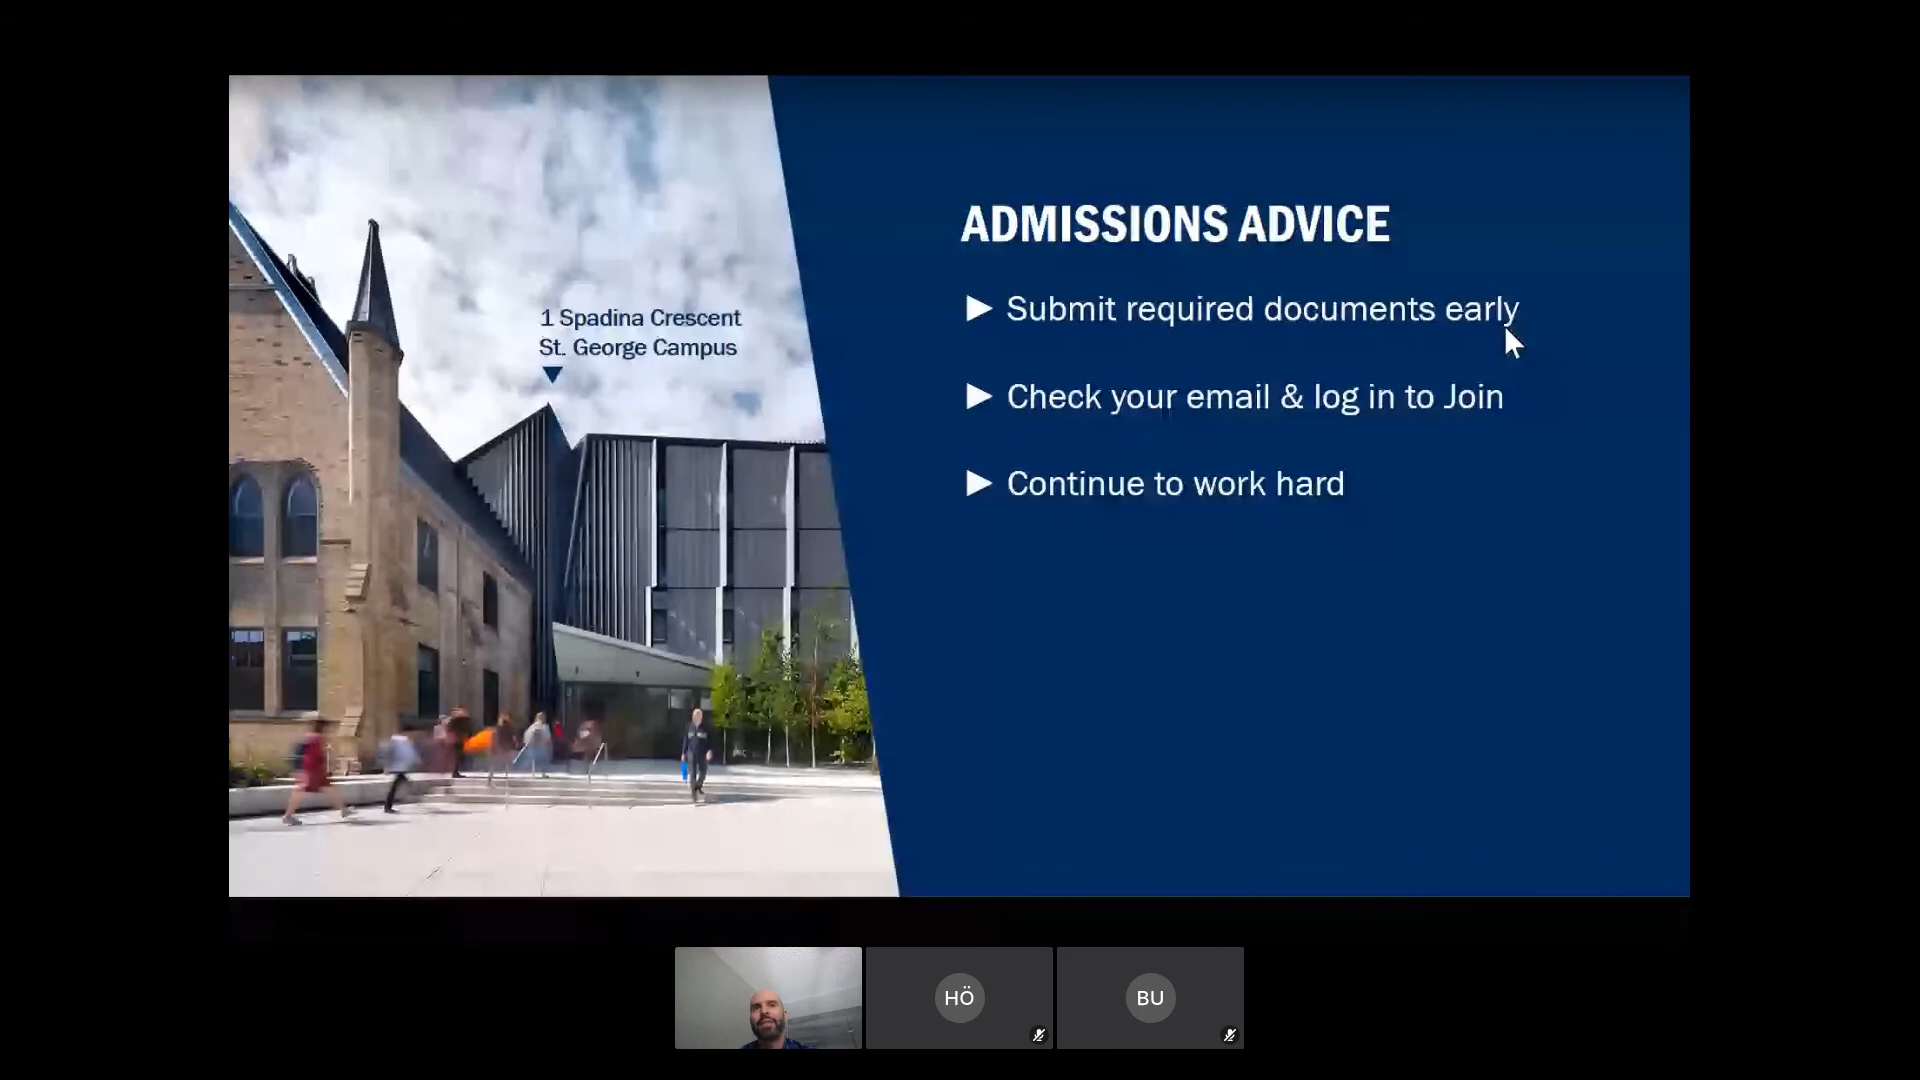 1 Spadina Crescent
St. George Campus
ADMISSIONS ADVICE
Submit required documents early
Check your email & log in to Join
Continue to work hard
HÖ
BU